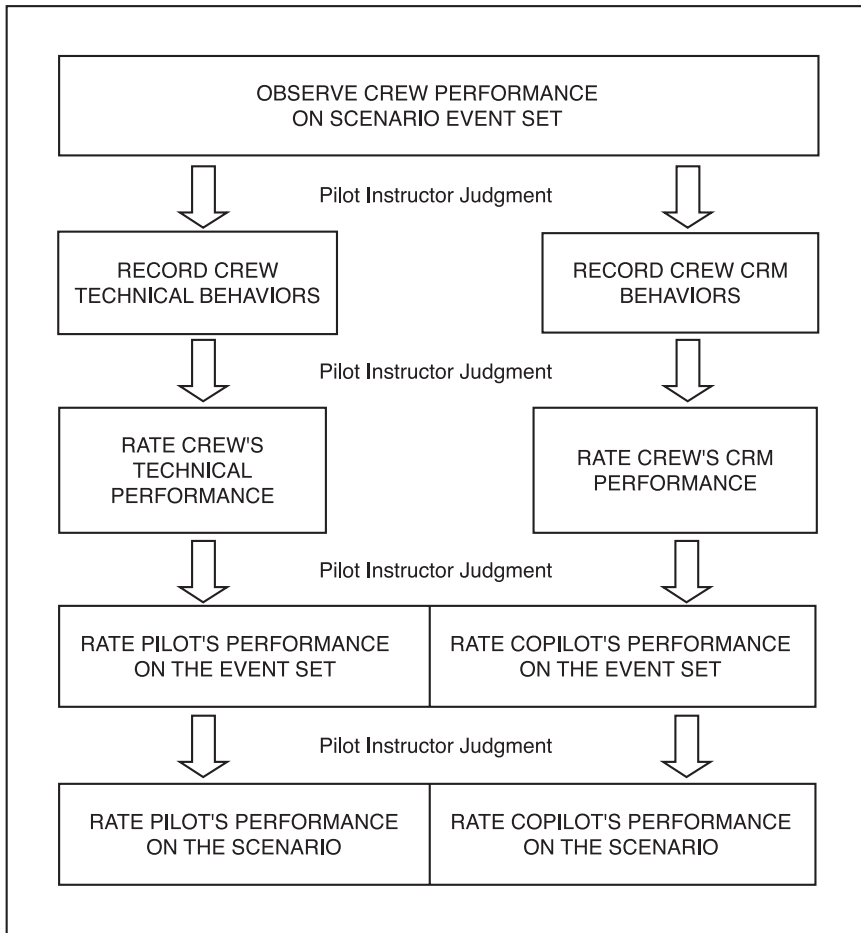 OBSERVE CREW PERFORMANCE
ON SCENARIO EVENT SET
Pilot Instructor Judgment
RECORD CREW
TECHNICAL BEHAVIORS
RECORD CREW CRM
BEHAVIORS
Pilot Instructor Judgment
RATE CREW'S
TECHNICAL
PERFORMANCE
RATE CREW'S CRM
PERFORMANCE
Pilot Instructor Judgment
RATE PILOT'S PERFORMANCE
ON THE EVENT SET
RATE COPILOT'S PERFORMANCE
ON THE EVENT SET
Pilot Instructor Judgment
RATE PILOT'S PERFORMANCE
ON THE SCENARIO
RATE COPILOT'S PERFORMANCE
ON THE SCENARIO